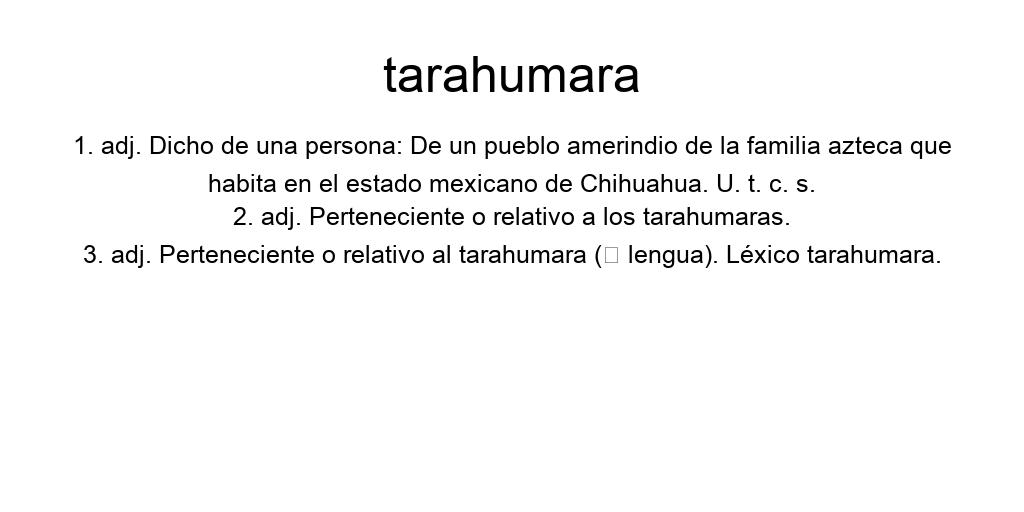 tarahumara
1. adj. Dicho de una persona: De un pueblo amerindio de la familia azteca que
habita en el estado mexicano de Chihuahua. U. t. c. s.
2. adj. Perteneciente o relativo a los tarahumaras.
3. adj. Perteneciente o relativo al tarahumara (□ lengua). Léxico tarahumara.